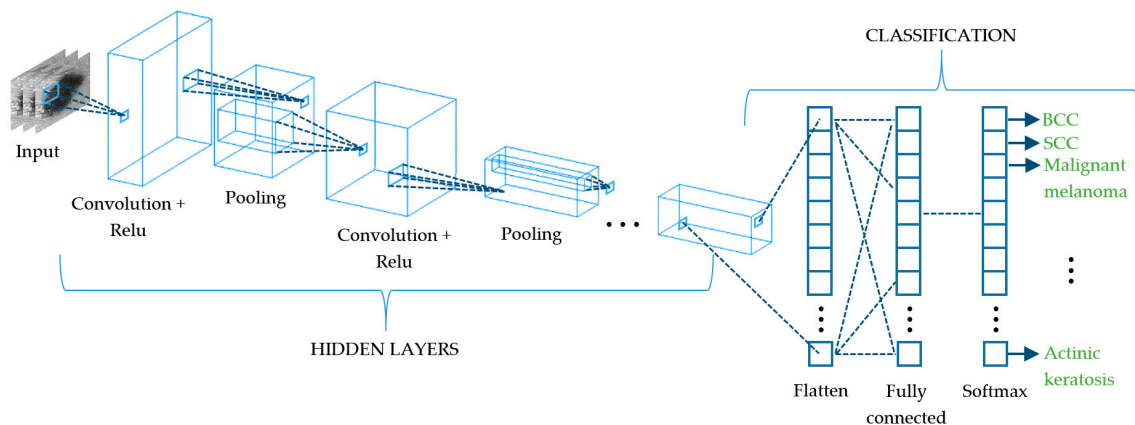 CLASSIFICATION
Input
Convolution +
Relu
Pooling
Convolution +
Relu
Pooling
HIDDEN LAYERS
BCC
SCC
Malignant
melanoma
Actinic
keratosis
Flatten
Fully
connected
Softmax